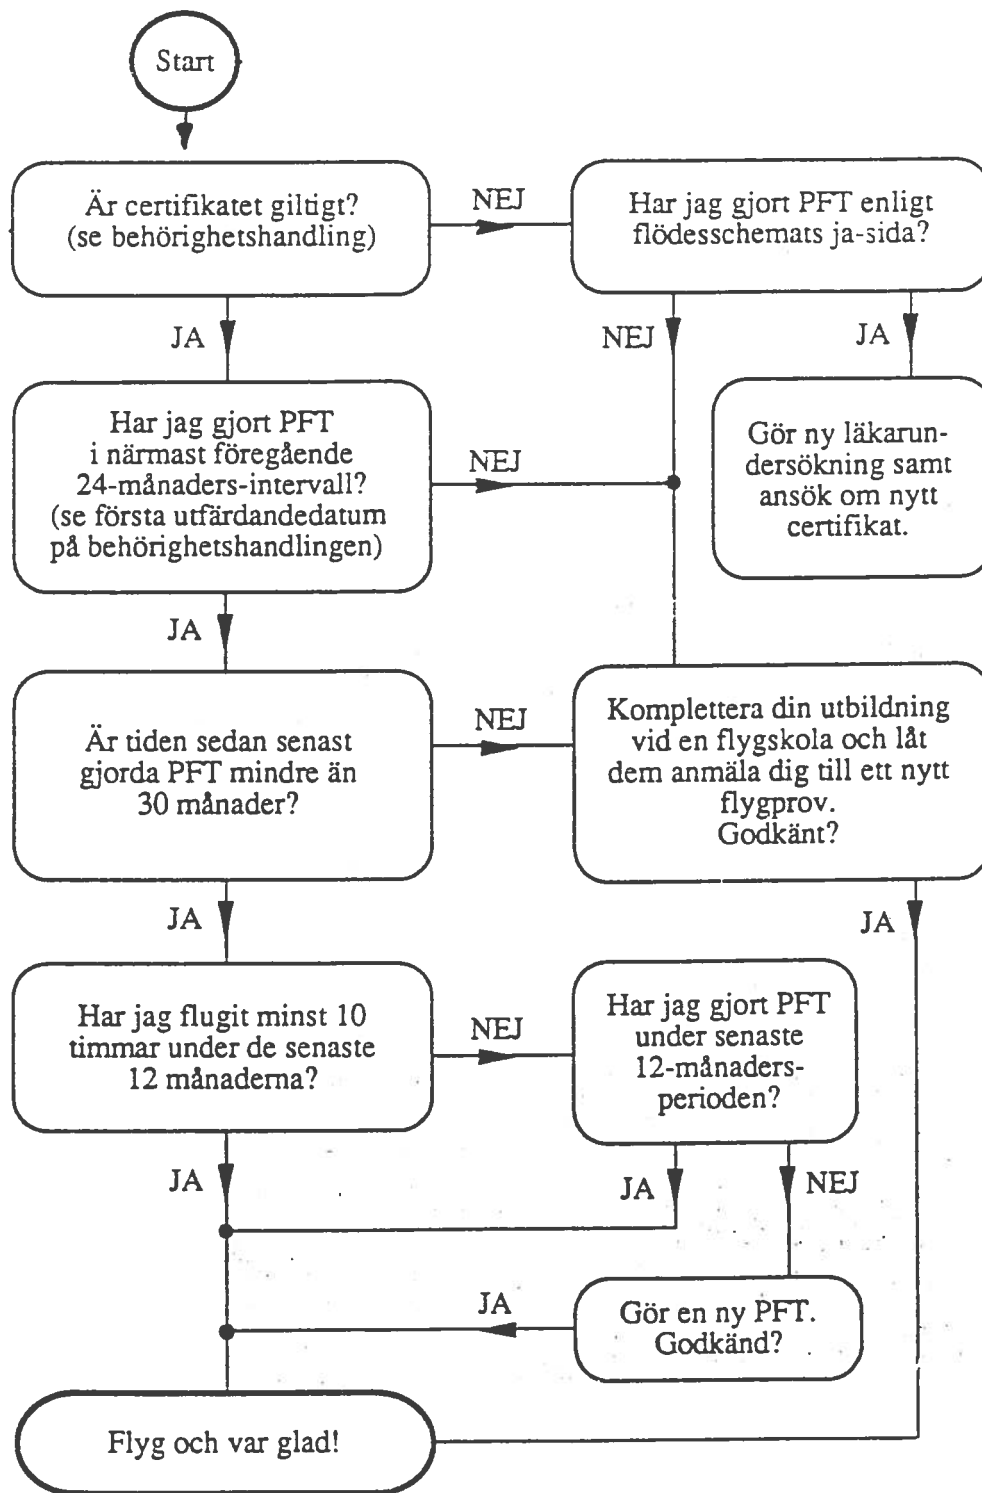 Start
Är certifikatet giltigt?
(se behörighetshandling)
NEJ
Har jag gjort PFT enligt
flödesschemats ja-sida?
JA
NEJ
JA
Har jag gjort PFT
i närmast föregående
24-månaders-intervall?
(se första utfärdandedatum
på behörighetshandlingen)
NEJ
Gör ny läkarun-
dersökning samt
ansök om nytt
certifikat.
JA
Är tiden sedan senast
gjorda PFT mindre än
30 månader?
NEJ
Komplettera din utbildning
vid en flygskola och låt
dem anmäla dig till ett nytt
flygprov.
Godkänt?
JA
JA
Har jag flugit minst 10
timmar under de senaste
12 månaderna?
NEJ
Har jag gjort PFT
under senaste
12-månaders-
perioden?
JA
JA
NEJ
JA
Gör en ny PFT.
Godkänd?
Flyg och var glad!